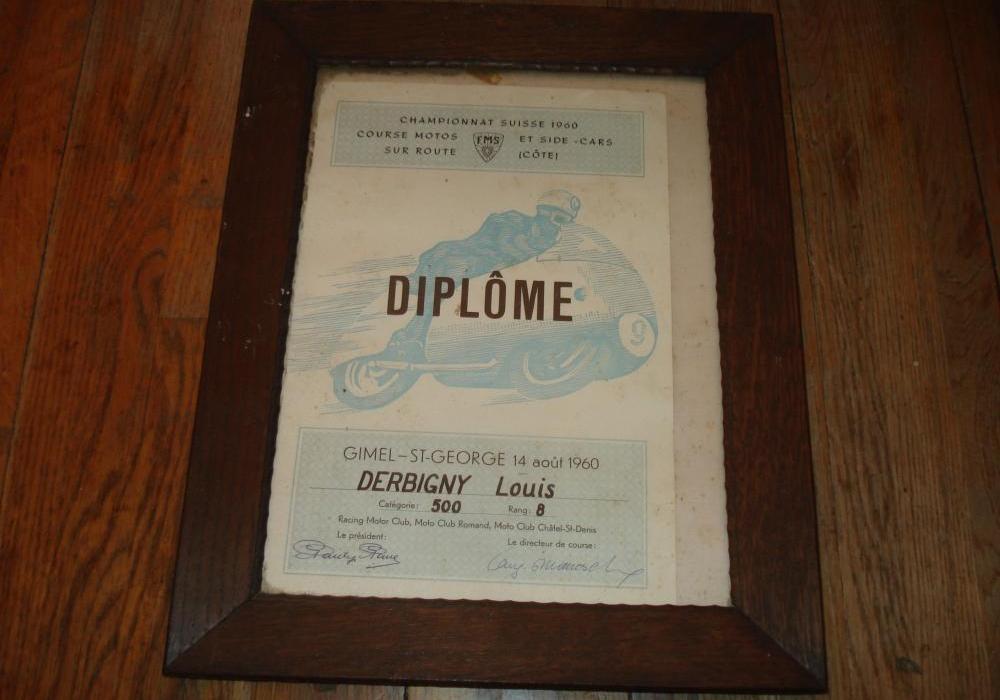 CHAMPIONNAT SUISSE 1960
COURSE MOTOS FMS ET SIDE-CARS
SUR ROUTE (CÔTE)
DIPLÔME
9
GIMEL-ST-GEORGE 14 août 1960
DERBIGNY Louis
Catégorie: 500 Rang: 8
Racing Motor Club, Moto Club Romand, Moto Club Châtel-St-Denis
Le président: Le directeur de course: